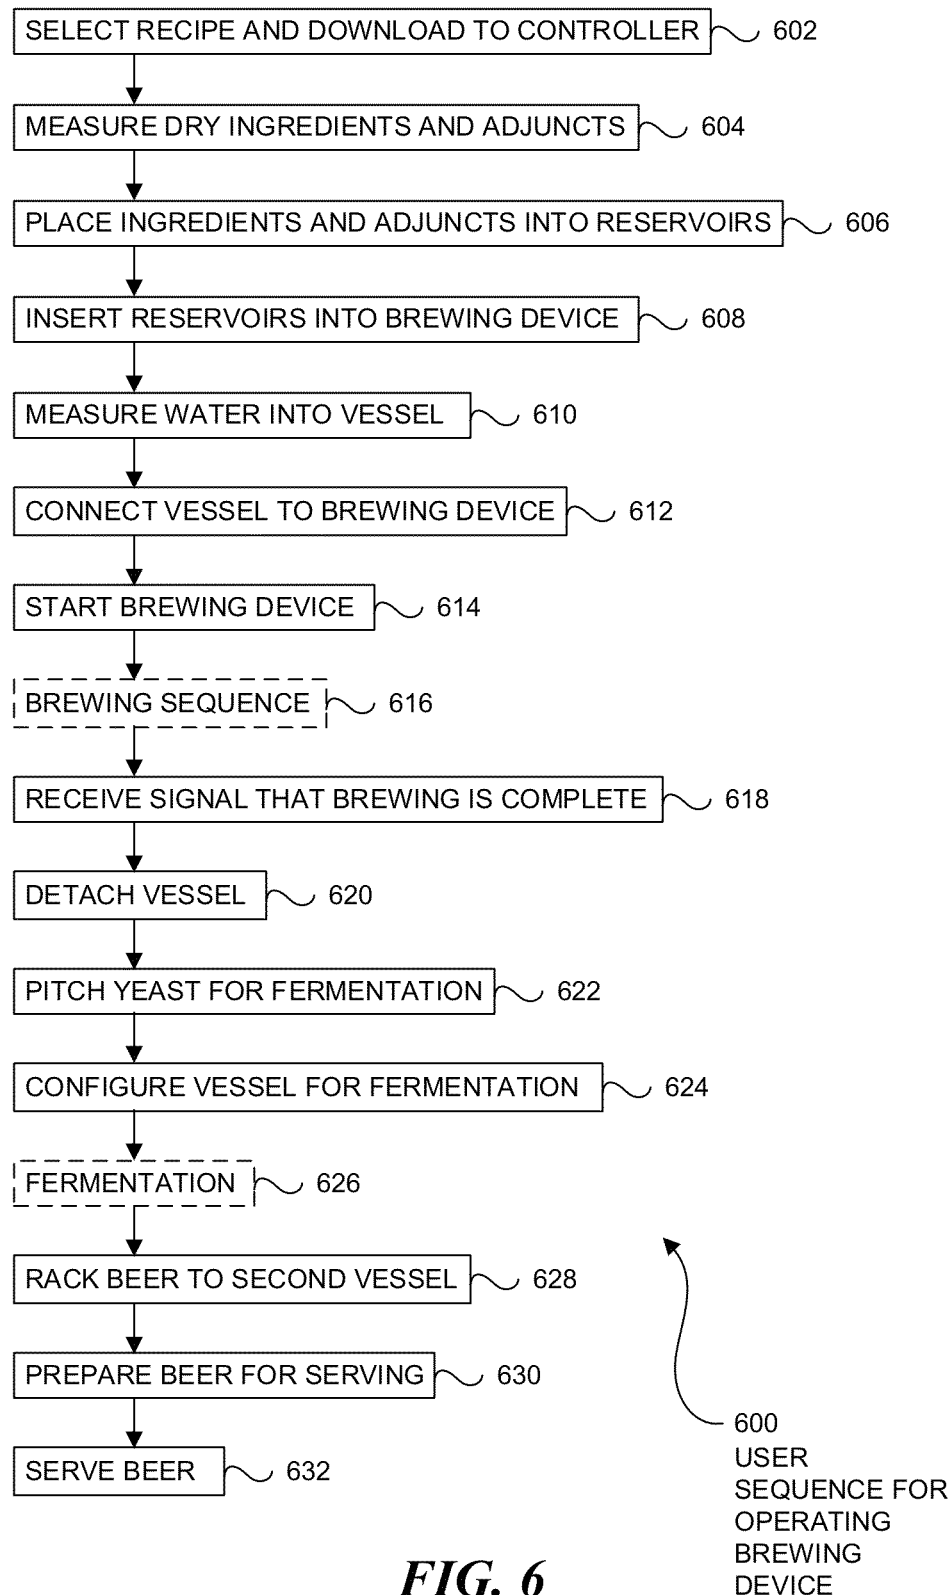 SELECT RECIPE AND DOWNLOAD TO CONTROLLER 602
MEASURE DRY INGREDIENTS AND ADJUNCTS 604
PLACE INGREDIENTS AND ADJUNCTS INTO RESERVOIRS 606
INSERT RESERVOIRS INTO BREWING DEVICE 608
MEASURE WATER INTO VESSEL 610
CONNECT VESSEL TO BREWING DEVICE 612
START BREWING DEVICE 614
BREWING SEQUENCE 616
RECEIVE SIGNAL THAT BREWING IS COMPLETE 618
DETACH VESSEL 620
PITCH YEAST FOR FERMENTATION 622
CONFIGURE VESSEL FOR FERMENTATION 624
FERMENTATION 626
RACK BEER TO SECOND VESSEL 628
PREPARE BEER FOR SERVING 630
SERVE BEER 632
600
USER
SEQUENCE FOR
OPERATING
BREWING
DEVICE
FIG. 6